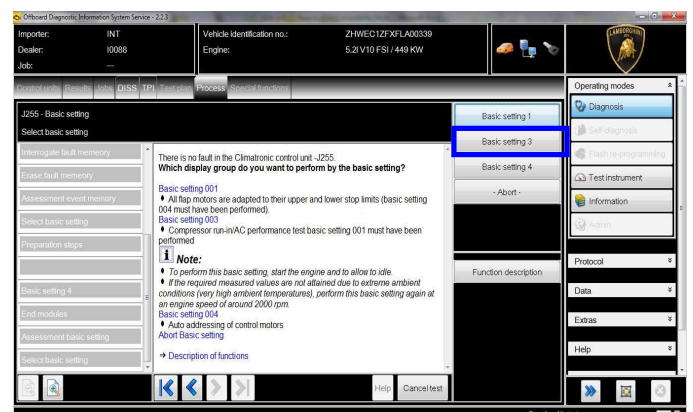 Offboard Diagnostic Information System Service - 2.2.3
Importer: INT
Dealer: I0088
Job: ---
Vehicle identification no.: ZHWEC1ZFXFLA00339
Engine: 5.2l V10 FSI / 449 KW
LAMBORGHINI
Control units Results Jobs DISS TPI Test plan Process Special functions
J255 - Basic setting
Select basic setting
Interrogate fault memeory
Erase fault memeory
Assessment event memory
Select basic setting
Preparation steps
Basic setting 4
End modules
Assessment basic setting
Select basic setting
There is no fault in the Climatronic control unit -J255.
Which display group do you want to perform by the basic setting?
Basic setting 001
All flap motors are adapted to their upper and lower stop limits (basic setting
004 must have been performed).
Basic setting 003
Compressor run-in/AC performance test basic setting 001 must have been
performed
i Note:
To perform this basic setting, start the engine and to allow to idle.
If the required measured values are not attained due to extreme ambient
conditions (very high ambient temperatures), perform this basic setting again at
an engine speed of around 2000 rpm.
Basic setting 004
Auto addressing of control motors
Abort Basic setting
→ Description of functions
Help
Cancel test
Basic setting 1
Basic setting 3
Basic setting 4
- Abort -
Function description
Operating modes
Diagnosis
Self-diagnosis
Flash re-programming
Test instrument
Information
Admin
Protocol
Data
Extras
Help